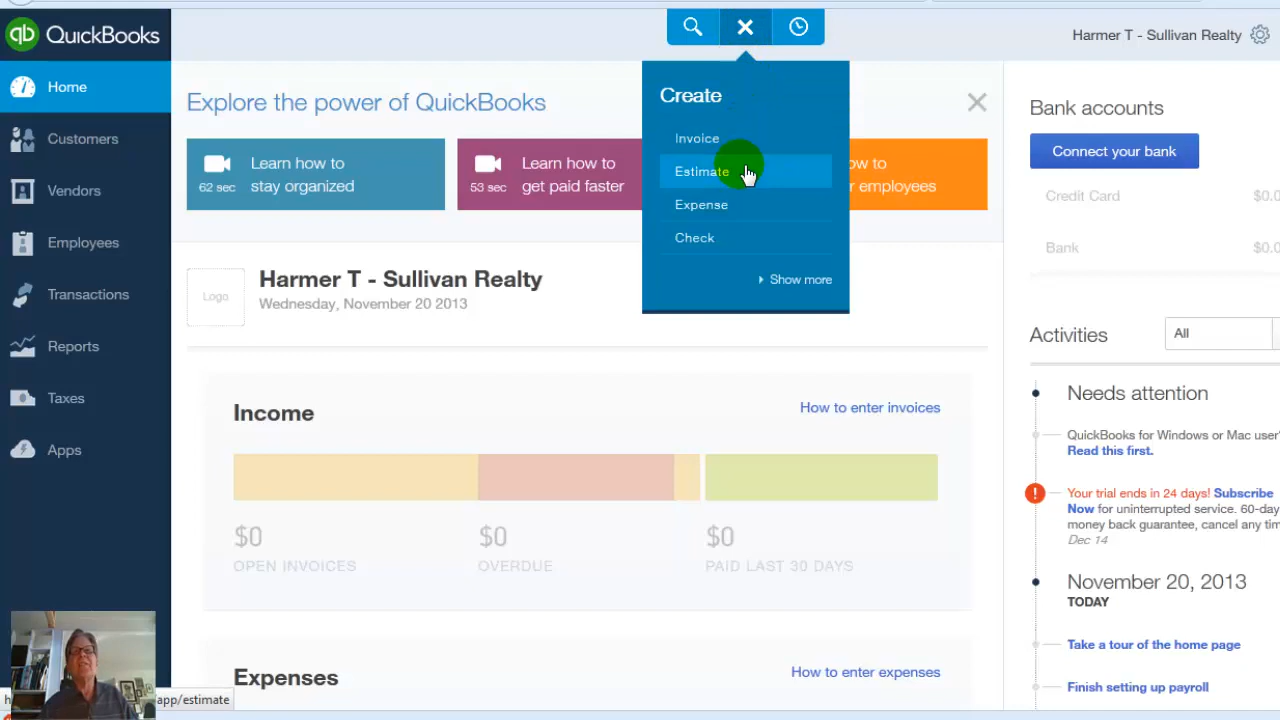 QuickBooks
Harmer T - Sullivan Realty
Home
Customers
Vendors
Employees
Transactions
Reports
Taxes
Apps
Explore the power of QuickBooks
62 sec
Learn how to
stay organized
53 sec
Learn how to
get paid faster
ow to
employees
Create
Invoice
Estimate
Expense
Check
Show more
Harmer T - Sullivan Realty
Wednesday, November 20 2013
Logo
Income
How to enter invoices
$0
OPEN INVOICES
$0
OVERDUE
$0
PAID LAST 30 DAYS
Expenses
How to enter expenses
Bank accounts
Connect your bank
Credit Card
$0.0
Bank
$0.0
Activities
All
Needs attention
QuickBooks for Windows or Mac user
Read this first.
Your trial ends in 24 days! Subscribe
Now for uninterrupted service. 60-day
money back guarantee, cancel any tim
Dec 14
November 20, 2013
TODAY
Take a tour of the home page
Finish setting up payroll
app/estimate